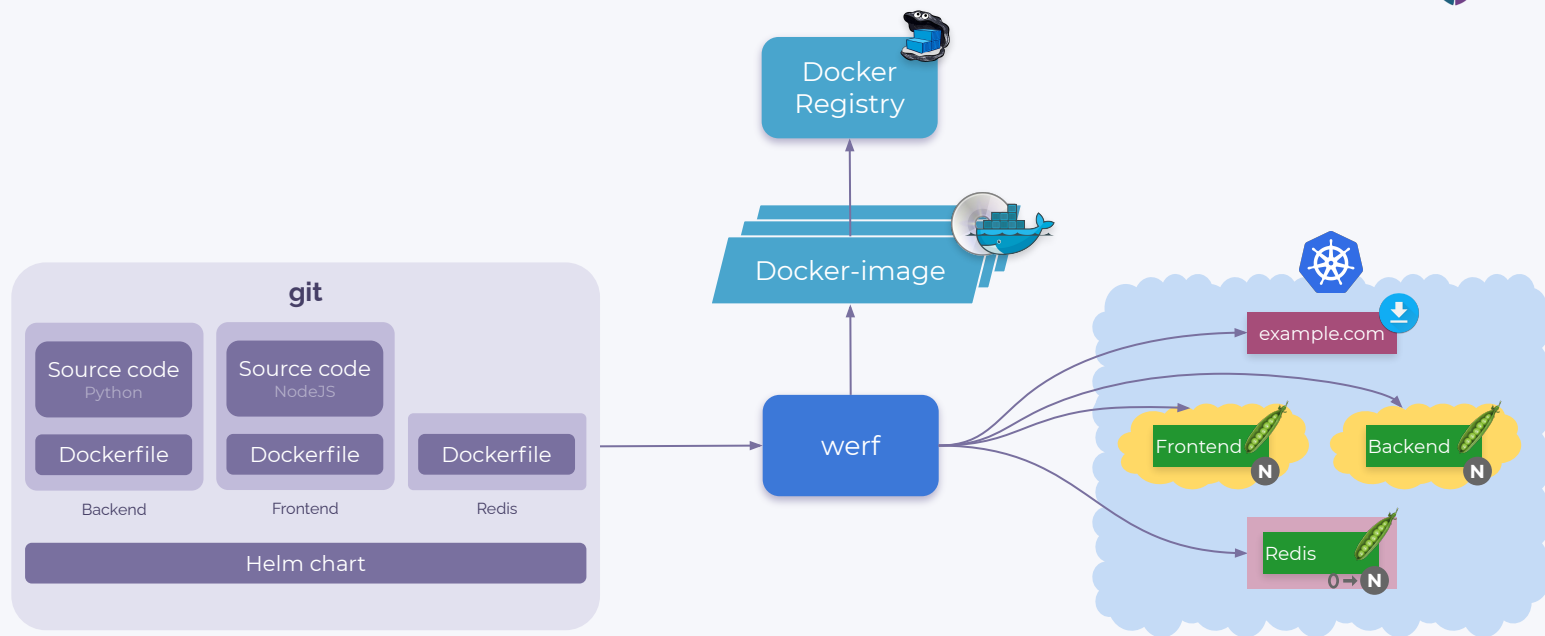 Docker
Registry
Docker-image
git
Source code
Python
Dockerfile
Backend
Source code
NodeJS
Dockerfile
Frontend
Dockerfile
Redis
Helm chart
werf
example.com
Frontend
N
Backend
N
Redis
0→N